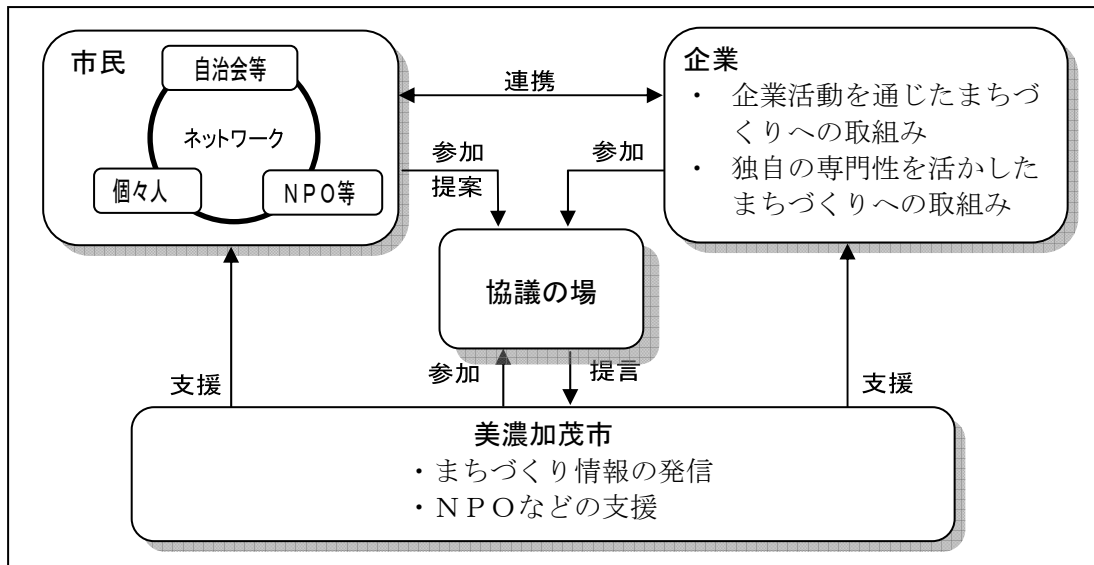 市民
自治会等
ネットワーク
個々人
ＮＰＯ等
連携
企業
・ 企業活動を通じたまちづ
くりへの取組み
・ 独自の専門性を活かした
まちづくりへの取組み
参加
提案
参加
協議の場
支援
参加
提言
支援
美濃加茂市
・まちづくり情報の発信
・ＮＰＯなどの支援